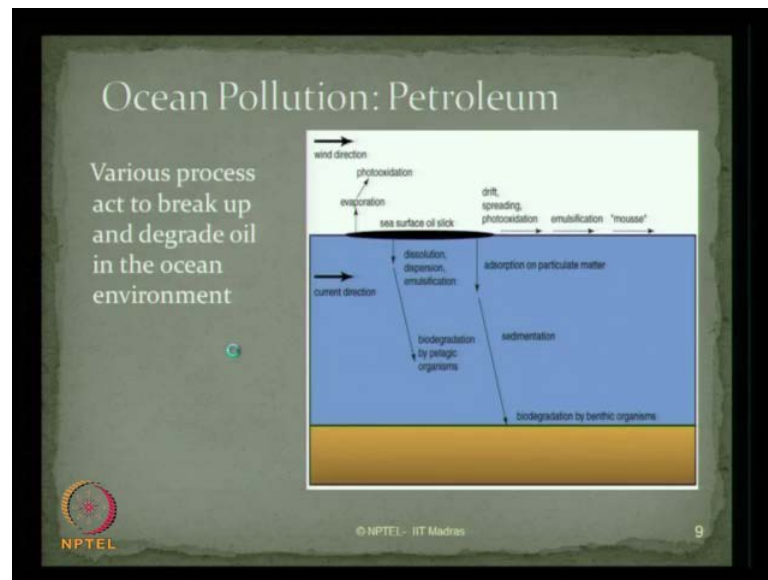 Ocean Pollution: Petroleum
Various process
act to break up
and degrade oil
in the ocean
environment
wind direction
photooxidation
evaporation
sea surface oil slick
drift,
spreading,
photooxidation
emulsification
"mousse"
current direction
dissolution,
dispersion,
emulsification
adsorption on particulate matter
biodegradation
by pelagic
organisms
sedimentation
biodegradation by benthic organisms
NPTEL
© NPTEL- IIT Madras
9